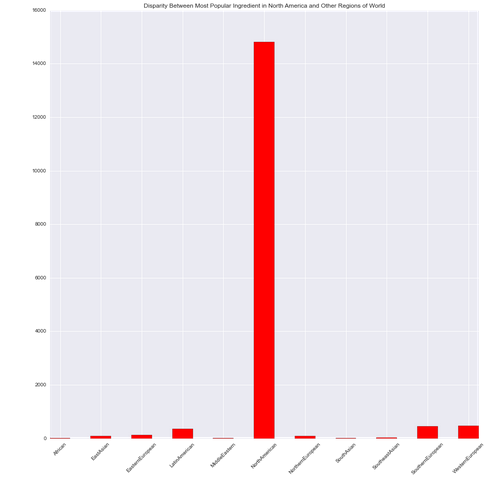 Disparity Between Most Popular Ingredient in North America and Other Regions of World
16000
14000
12000
10000
8000
6000
4000
2000
0
African
EastAsian
EasternEuropean
LatinAmerican
MiddleEastern
NorthAmerican
NorthernEuropean
SouthAsian
SoutheastAsian
SouthernEuropean
WesternEuropean